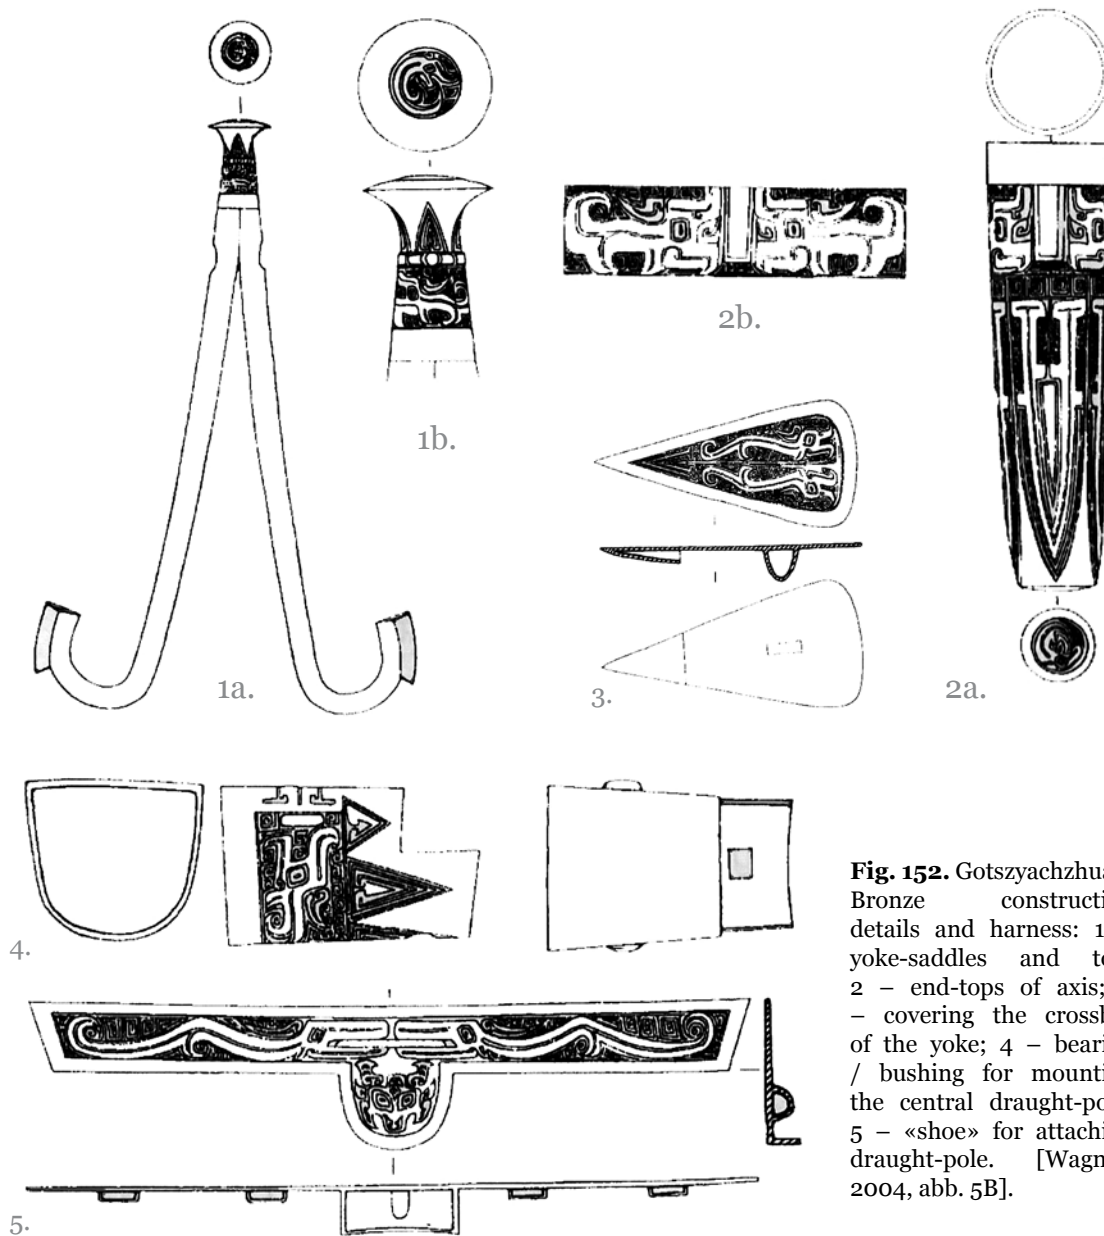 1a.
1b.
2b.
2a.
3.
4.
5.
Fig. 152. Gotszyachzhua
Bronze constructi
details and harness: 1
yoke-saddles and t
2 – end-tops of axis;
– covering the crossb
of the yoke; 4 – beari
/ bushing for mounti
the central draught-po
5 – «shoe» for attachi
draught-pole. [Wagn
2004, abb. 5B].